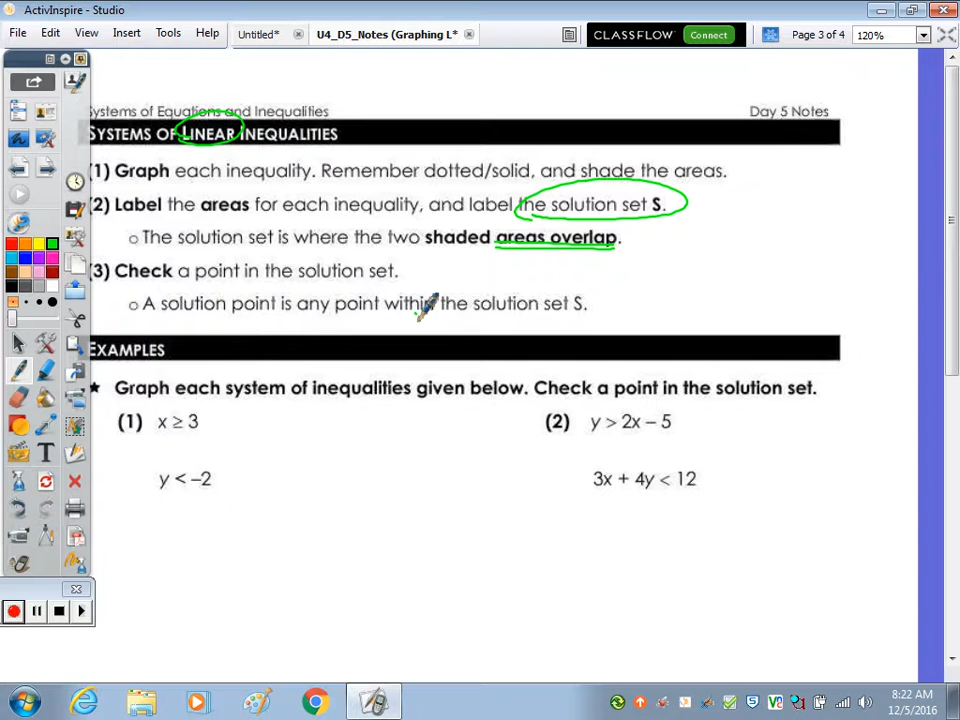 ActivInspire - Studio
File Edit View Insert Tools Help Untitled* U4_D5_Notes (Graphing L* CLASSFLOW Connect Page 3 of 4 120%
Systems of Equations and Inequalities Day 5 Notes
SYSTEMS OF LINEAR INEQUALITIES
(1) Graph each inequality. Remember dotted/solid, and shade the areas.
(2) Label the areas for each inequality, and label the solution set S.
o The solution set is where the two shaded areas overlap.
(3) Check a point in the solution set.
o A solution point is any point within the solution set S.
EXAMPLES
★ Graph each system of inequalities given below. Check a point in the solution set.
(1) x ≥ 3 (2) y > 2x – 5
y < –2 3x + 4y < 12
8:22 AM
12/5/2016